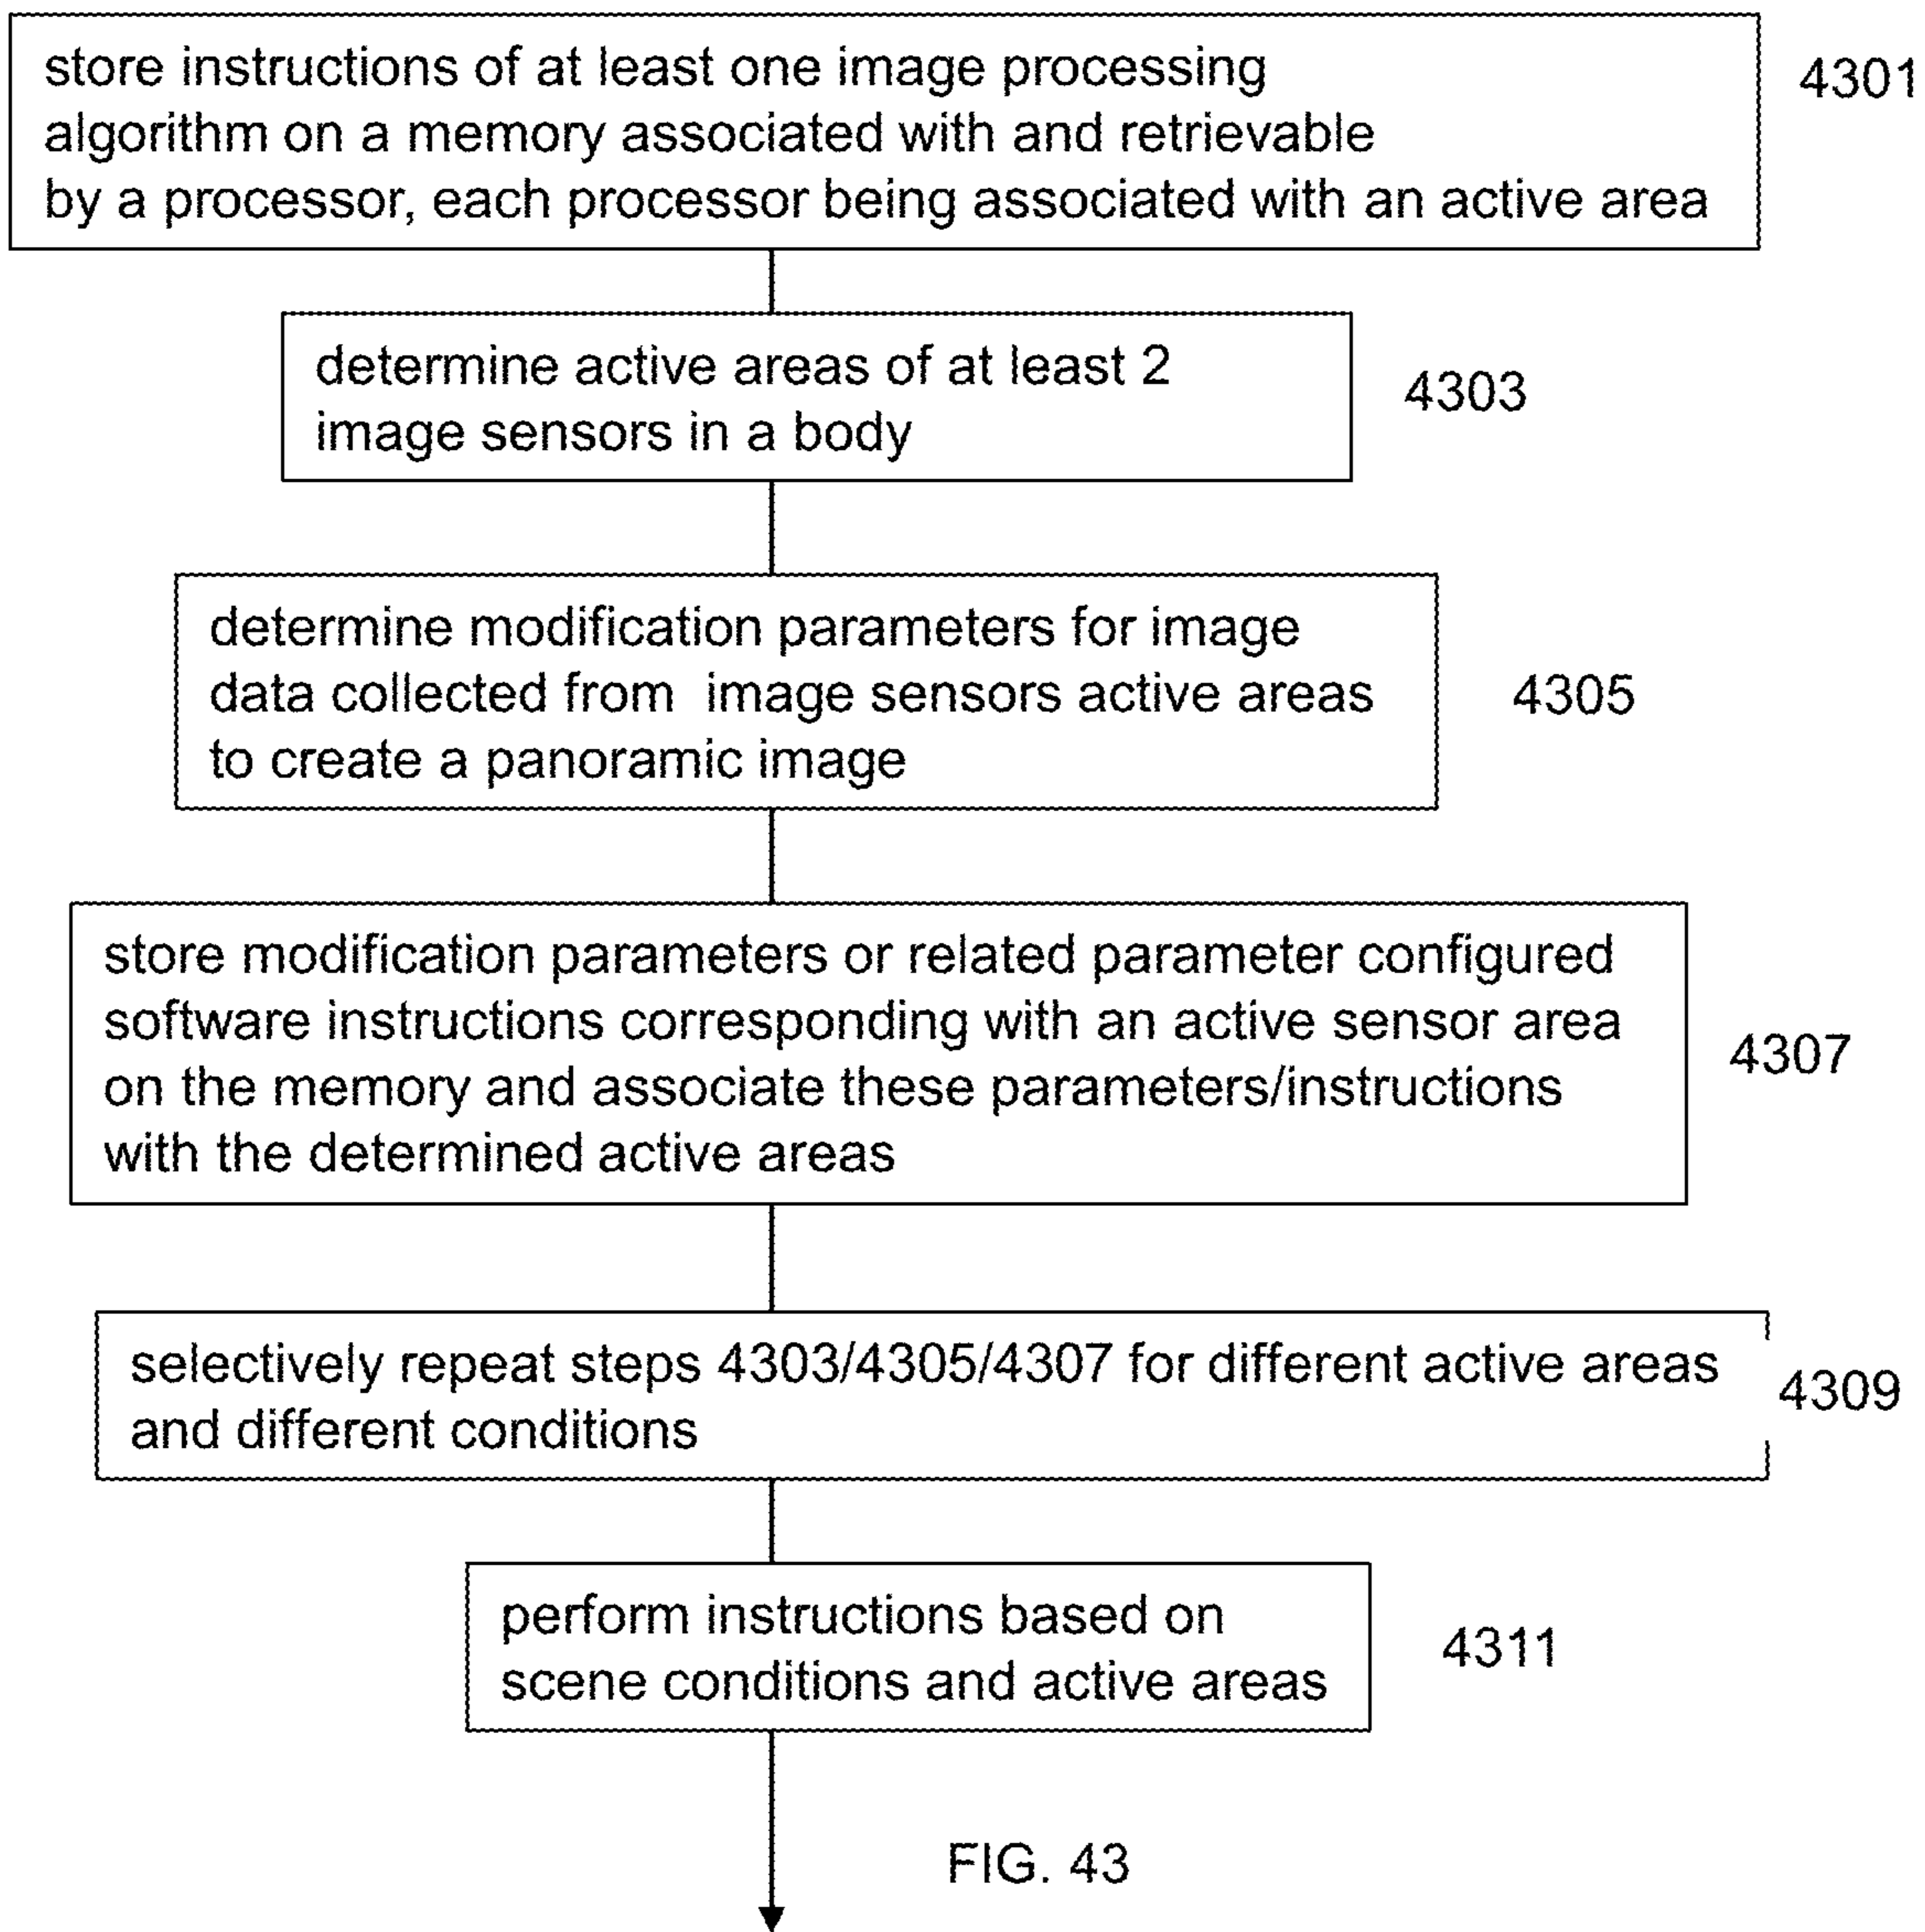 store instructions of at least one image processing
algorithm on a memory associated with and retrievable
by a processor, each processor being associated with an active area
4301
determine active areas of at least 2
image sensors in a body
4303
determine modification parameters for image
data collected from image sensors active areas
to create a panoramic image
4305
store modification parameters or related parameter configured
software instructions corresponding with an active sensor area
on the memory and associate these parameters/instructions
with the determined active areas
4307
selectively repeat steps 4303/4305/4307 for different active areas
and different conditions
4309
perform instructions based on
scene conditions and active areas
4311
FIG. 43